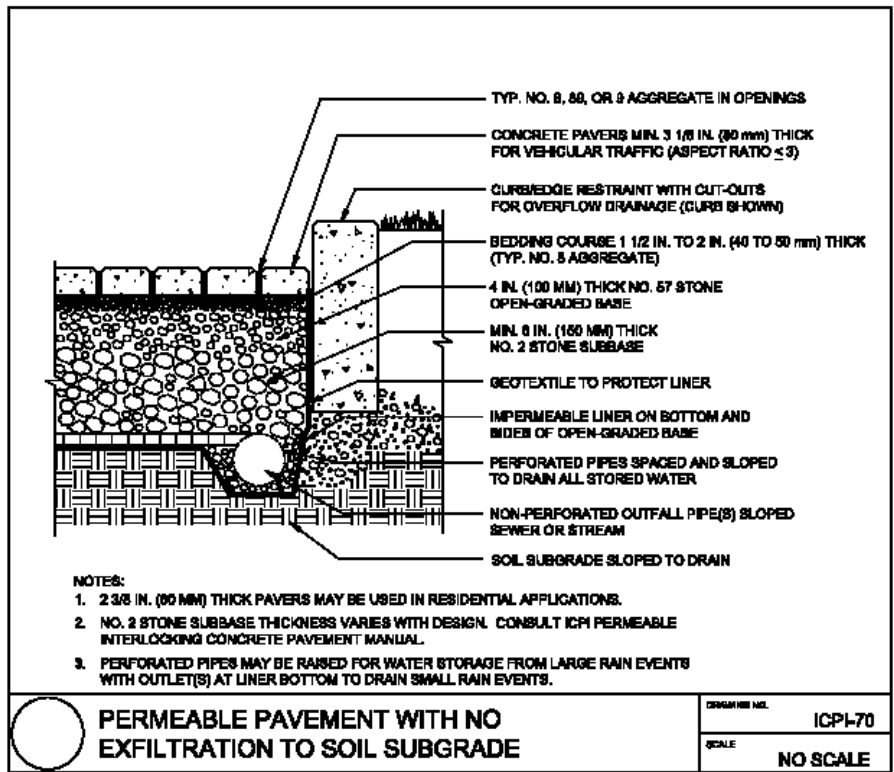 TYP. NO. 8, 89, OR 9 AGGREGATE IN OPENINGS
CONCRETE PAVERS MIN. 3 1/8 IN. (80 mm) THICK
FOR VEHICULAR TRAFFIC (ASPECT RATIO ≤ 3)
CURB/EDGE RESTRAINT WITH CUT-OUTS
FOR OVERFLOW DRAINAGE (CURB SHOWN)
BEDDING COURSE 1 1/2 IN. TO 2 IN. (40 TO 50 mm) THICK
(TYP. NO. 8 AGGREGATE)
4 IN. (100 MM) THICK NO. 57 STONE
OPEN-GRADED BASE
MIN. 6 IN. (150 MM) THICK
NO. 2 STONE SUBBASE
GEOTEXTILE TO PROTECT LINER
IMPERMEABLE LINER ON BOTTOM AND
SIDES OF OPEN-GRADED BASE
PERFORATED PIPES SPACED AND SLOPED
TO DRAIN ALL STORED WATER
NON-PERFORATED OUTFALL PIPE(S) SLOPED
SEWER OR STREAM
SOIL SUBGRADE SLOPED TO DRAIN
NOTES:
1. 2 3/8 IN. (60 MM) THICK PAVERS MAY BE USED IN RESIDENTIAL APPLICATIONS.
2. NO. 2 STONE SUBBASE THICKNESS VARIES WITH DESIGN. CONSULT ICPI PERMEABLE
INTERLOCKING CONCRETE PAVEMENT MANUAL.
3. PERFORATED PIPES MAY BE RAISED FOR WATER STORAGE FROM LARGE RAIN EVENTS
WITH OUTLET(S) AT LINER BOTTOM TO DRAIN SMALL RAIN EVENTS.
PERMEABLE PAVEMENT WITH NO
EXFILTRATION TO SOIL SUBGRADE
DRAWING NO.
ICPI-70
SCALE
NO SCALE